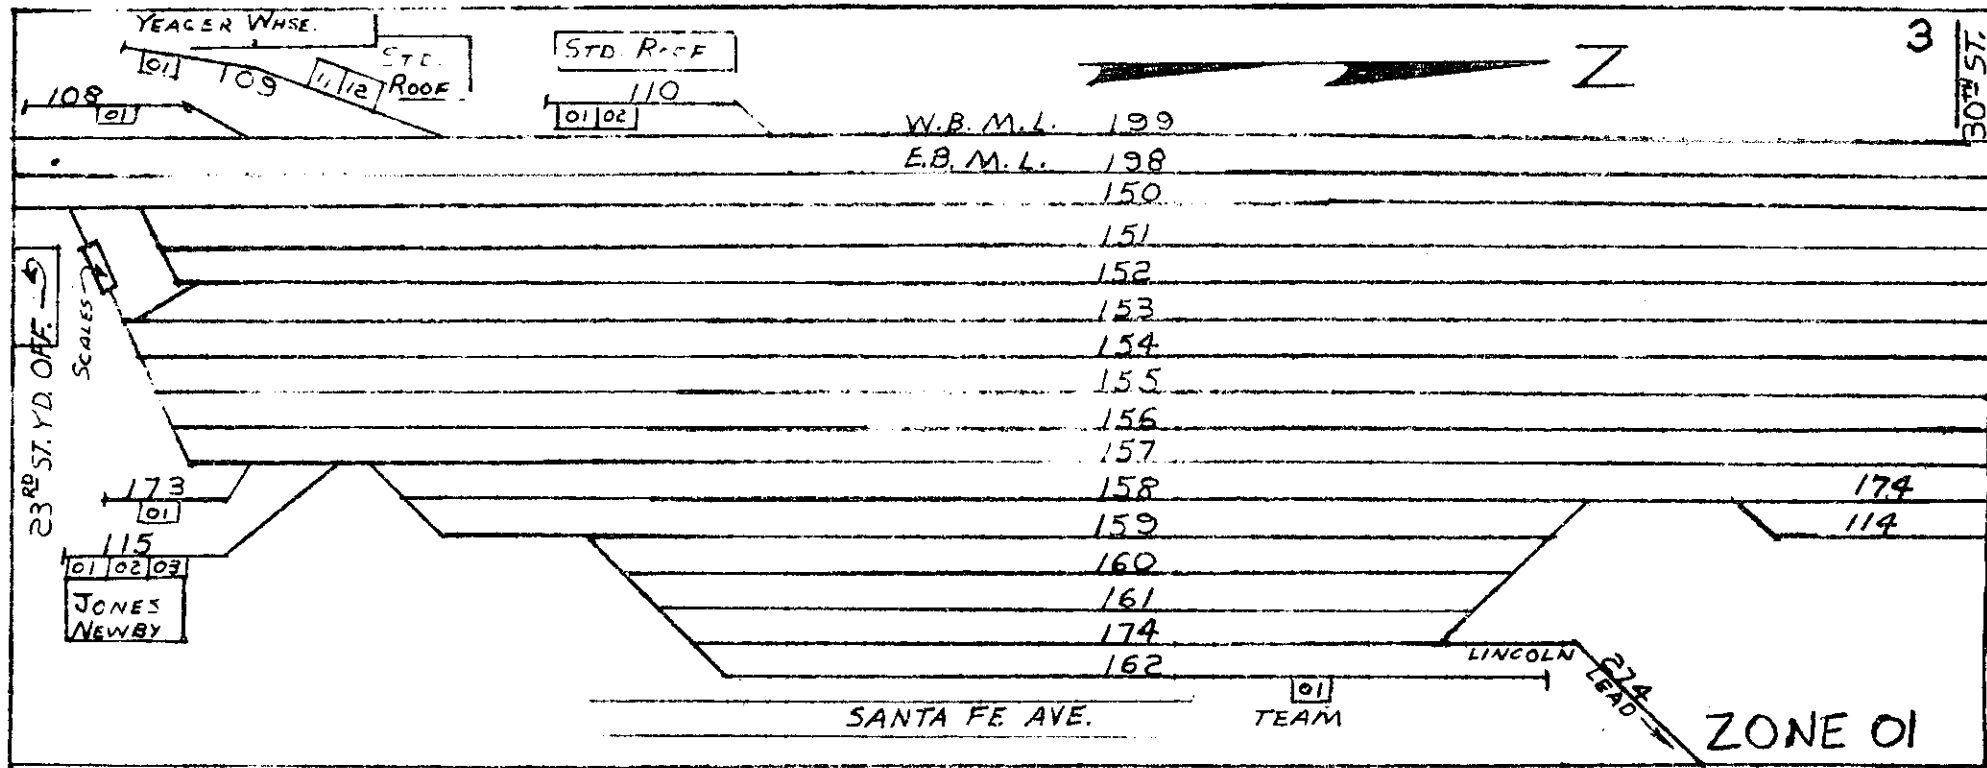 YEAGER WHSE.
01
109
11 12
STD.
ROOF
STD. ROOF
110
01 02
108
01
Z
3
30TH ST.
W.B. M.L. 199
E.B. M.L. 198
150
151
152
153
154
155
156
157
158
174
159
114
160
161
174
162
23RD ST. YD. OFF.
SCALES
173
01
115
01 02 03
JONES
NEWBY
LINCOLN
274
LEAD
01
TEAM
SANTA FE AVE.
ZONE 01